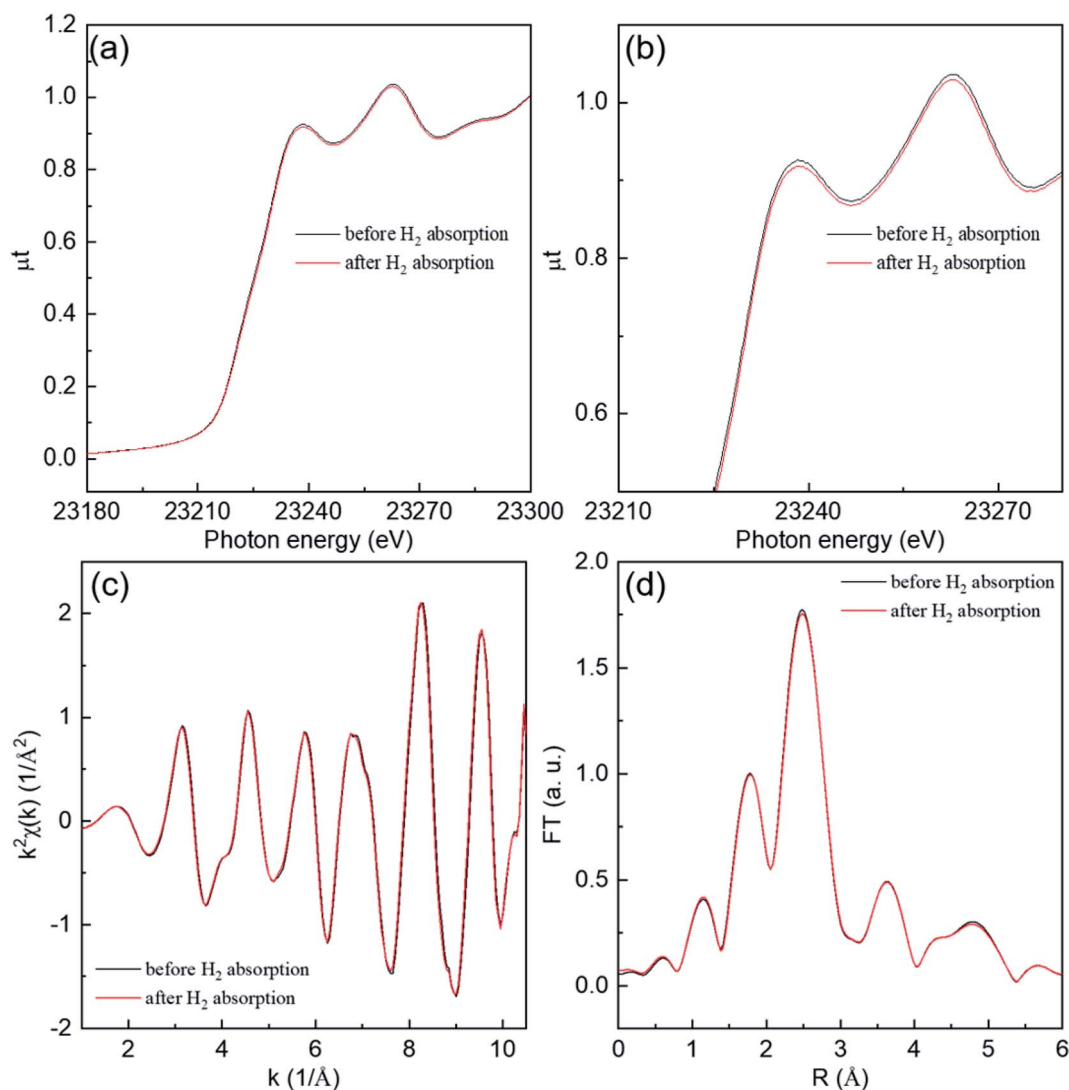 (a)
1.2
1.0
0.8
0.6
0.4
0.2
0.0
μt
before H₂ absorption
after H₂ absorption
23180 23210 23240 23270 23300
Photon energy (eV)
(b)
1.0
0.8
0.6
μt
before H₂ absorption
after H₂ absorption
23210 23240 23270
Photon energy (eV)
(c)
2
1
0
-1
-2
k²χ(k) (1/Å²)
before H₂ absorption
after H₂ absorption
2 4 6 8 10
k (1/Å)
(d)
2.0
1.5
1.0
0.5
0.0
FT (a. u.)
before H₂ absorption
after H₂ absorption
0 1 2 3 4 5 6
R (Å)